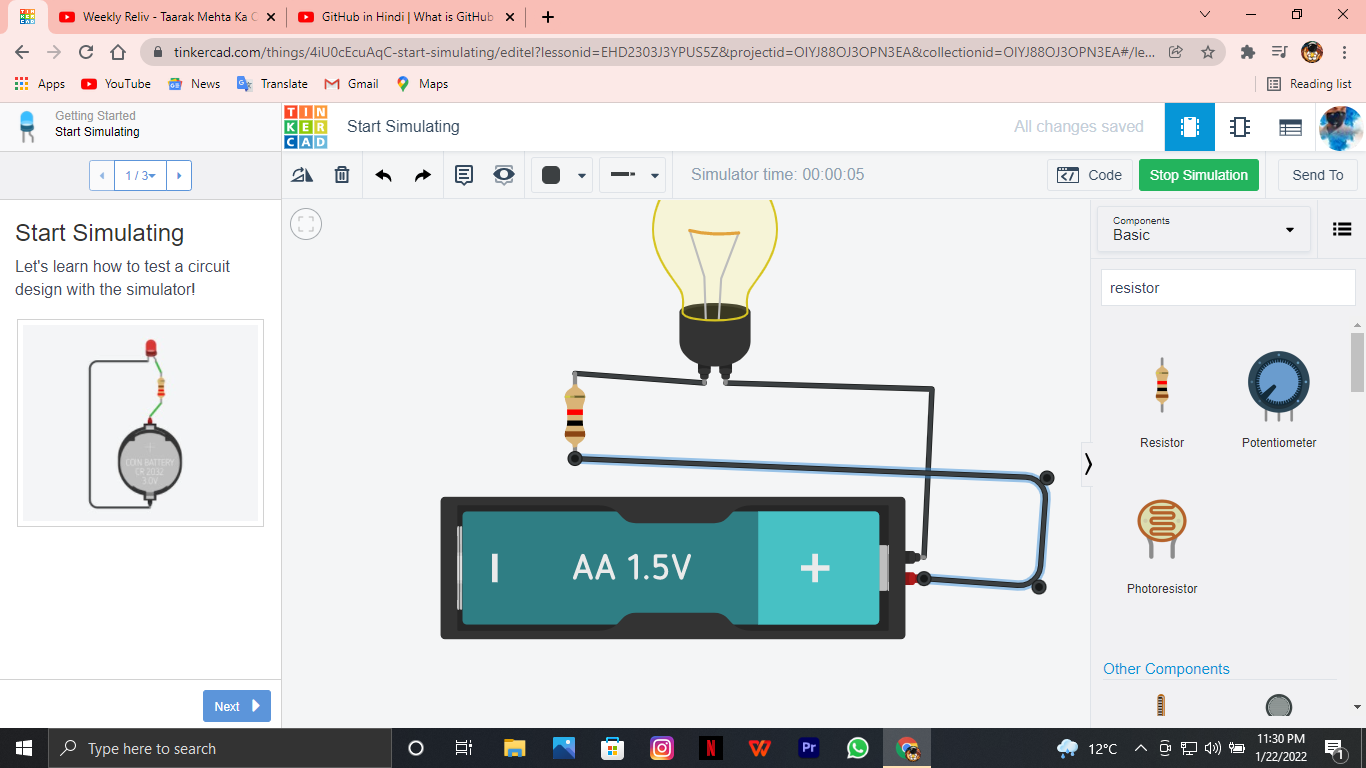 Weekly Reliv - Taarak Mehta Ka C
GitHub in Hindi | What is GitHub
tinkercad.com/things/4iU0cEcuAqC-start-simulating/editel?lessonid=EHD2303J3YPUS5Z&projectid=OIYJ88OJ3OPN3EA&collectionid=OIYJ88OJ3OPN3EA#/le...
Apps
YouTube
News
Translate
Gmail
Maps
Reading list
Getting Started
Start Simulating
TIN
KER
CAD
Start Simulating
All changes saved
1 / 3
Simulator time: 00:00:05
Code
Stop Simulation
Send To
Start Simulating
Let's learn how to test a circuit
design with the simulator!
COIN BATTERY
CR 2032
3.0V
Next
AA 1.5V
Components
Basic
resistor
Resistor
Potentiometer
Photoresistor
Other Components
Type here to search
12°C
11:30 PM
1/22/2022
1